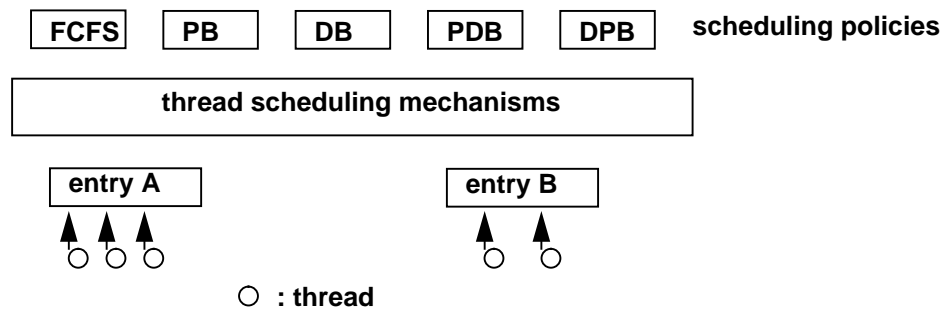 FCFS PB DB PDB DPB scheduling policies
thread scheduling mechanisms
entry A entry B
: thread